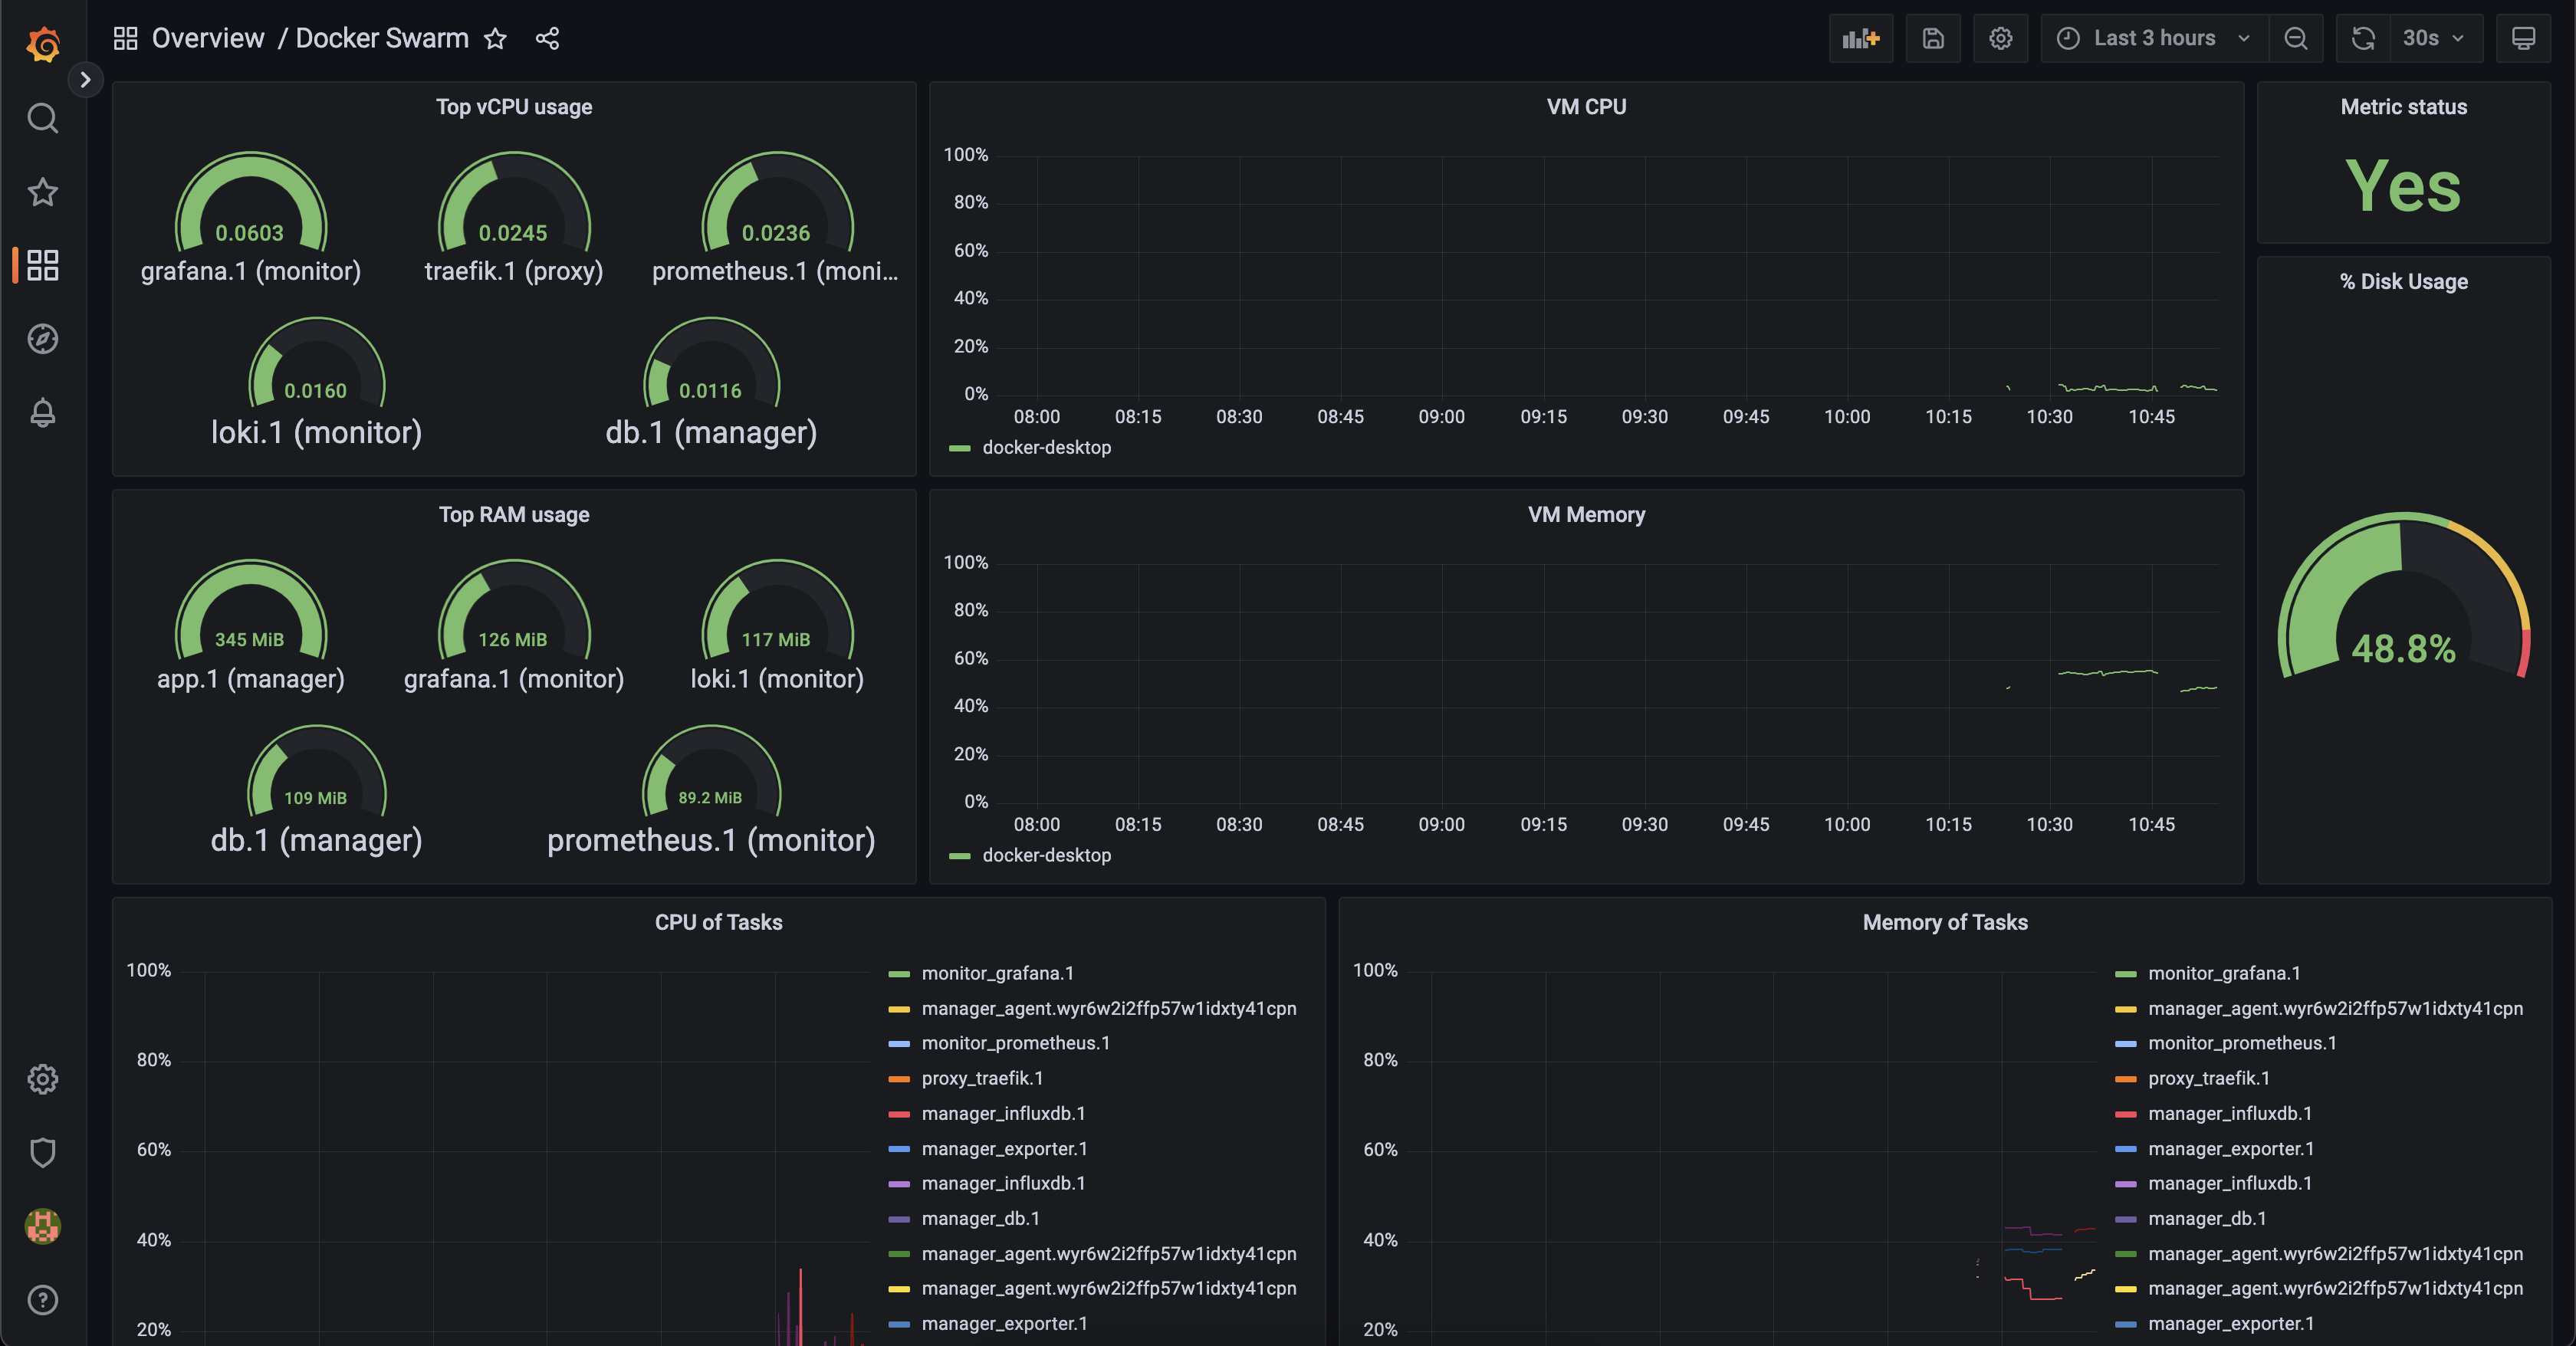 Overview / Docker Swarm
Last 3 hours
30s
Top vCPU usage
0.0603
grafana.1 (monitor)
0.0245
traefik.1 (proxy)
0.0236
prometheus.1 (moni...
0.0160
loki.1 (monitor)
0.0116
db.1 (manager)
VM CPU
100%
80%
60%
40%
20%
0%
08:00 08:15 08:30 08:45 09:00 09:15 09:30 09:45 10:00 10:15 10:30 10:45
docker-desktop
Metric status
Yes
% Disk Usage
48.8%
Top RAM usage
345 MiB
app.1 (manager)
126 MiB
grafana.1 (monitor)
117 MiB
loki.1 (monitor)
109 MiB
db.1 (manager)
89.2 MiB
prometheus.1 (monitor)
VM Memory
100%
80%
60%
40%
20%
0%
08:00 08:15 08:30 08:45 09:00 09:15 09:30 09:45 10:00 10:15 10:30 10:45
docker-desktop
CPU of Tasks
100%
80%
60%
40%
20%
monitor_grafana.1
manager_agent.wyr6w2i2ffp57w1idxty41cpn
monitor_prometheus.1
proxy_traefik.1
manager_influxdb.1
manager_exporter.1
manager_influxdb.1
manager_db.1
manager_agent.wyr6w2i2ffp57w1idxty41cpn
manager_agent.wyr6w2i2ffp57w1idxty41cpn
manager_exporter.1
Memory of Tasks
100%
80%
60%
40%
20%
monitor_grafana.1
manager_agent.wyr6w2i2ffp57w1idxty41cpn
monitor_prometheus.1
proxy_traefik.1
manager_influxdb.1
manager_exporter.1
manager_influxdb.1
manager_db.1
manager_agent.wyr6w2i2ffp57w1idxty41cpn
manager_agent.wyr6w2i2ffp57w1idxty41cpn
manager_exporter.1